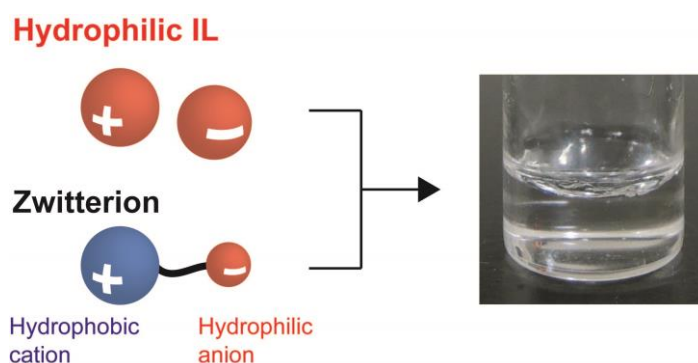 Hydrophilic IL
+ −
Zwitterion
+ −
Hydrophobic Hydrophilic
cation anion